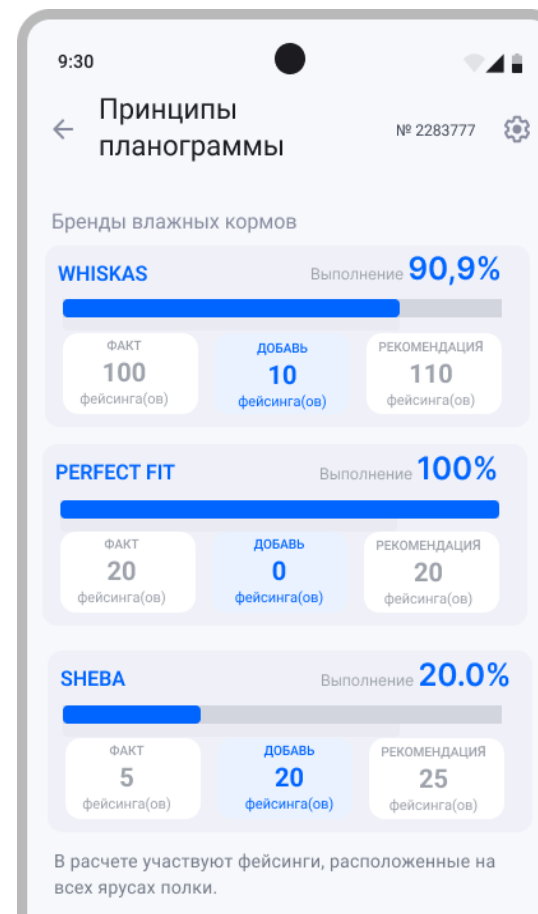 9:30
Принципы
планограммы
№ 2283777
Бренды влажных кормов
WHISKAS Выполнение 90,9%
ФАКТ ДОБАВЬ РЕКОМЕНДАЦИЯ
100 10 110
фейсинга(ов) фейсинга(ов) фейсинга(ов)
PERFECT FIT Выполнение 100%
ФАКТ ДОБАВЬ РЕКОМЕНДАЦИЯ
20 0 20
фейсинга(ов) фейсинга(ов) фейсинга(ов)
SHEBA Выполнение 20.0%
ФАКТ ДОБАВЬ РЕКОМЕНДАЦИЯ
5 20 25
фейсинга(ов) фейсинга(ов) фейсинга(ов)
В расчете участвуют фейсинги, расположенные на
всех ярусах полки.